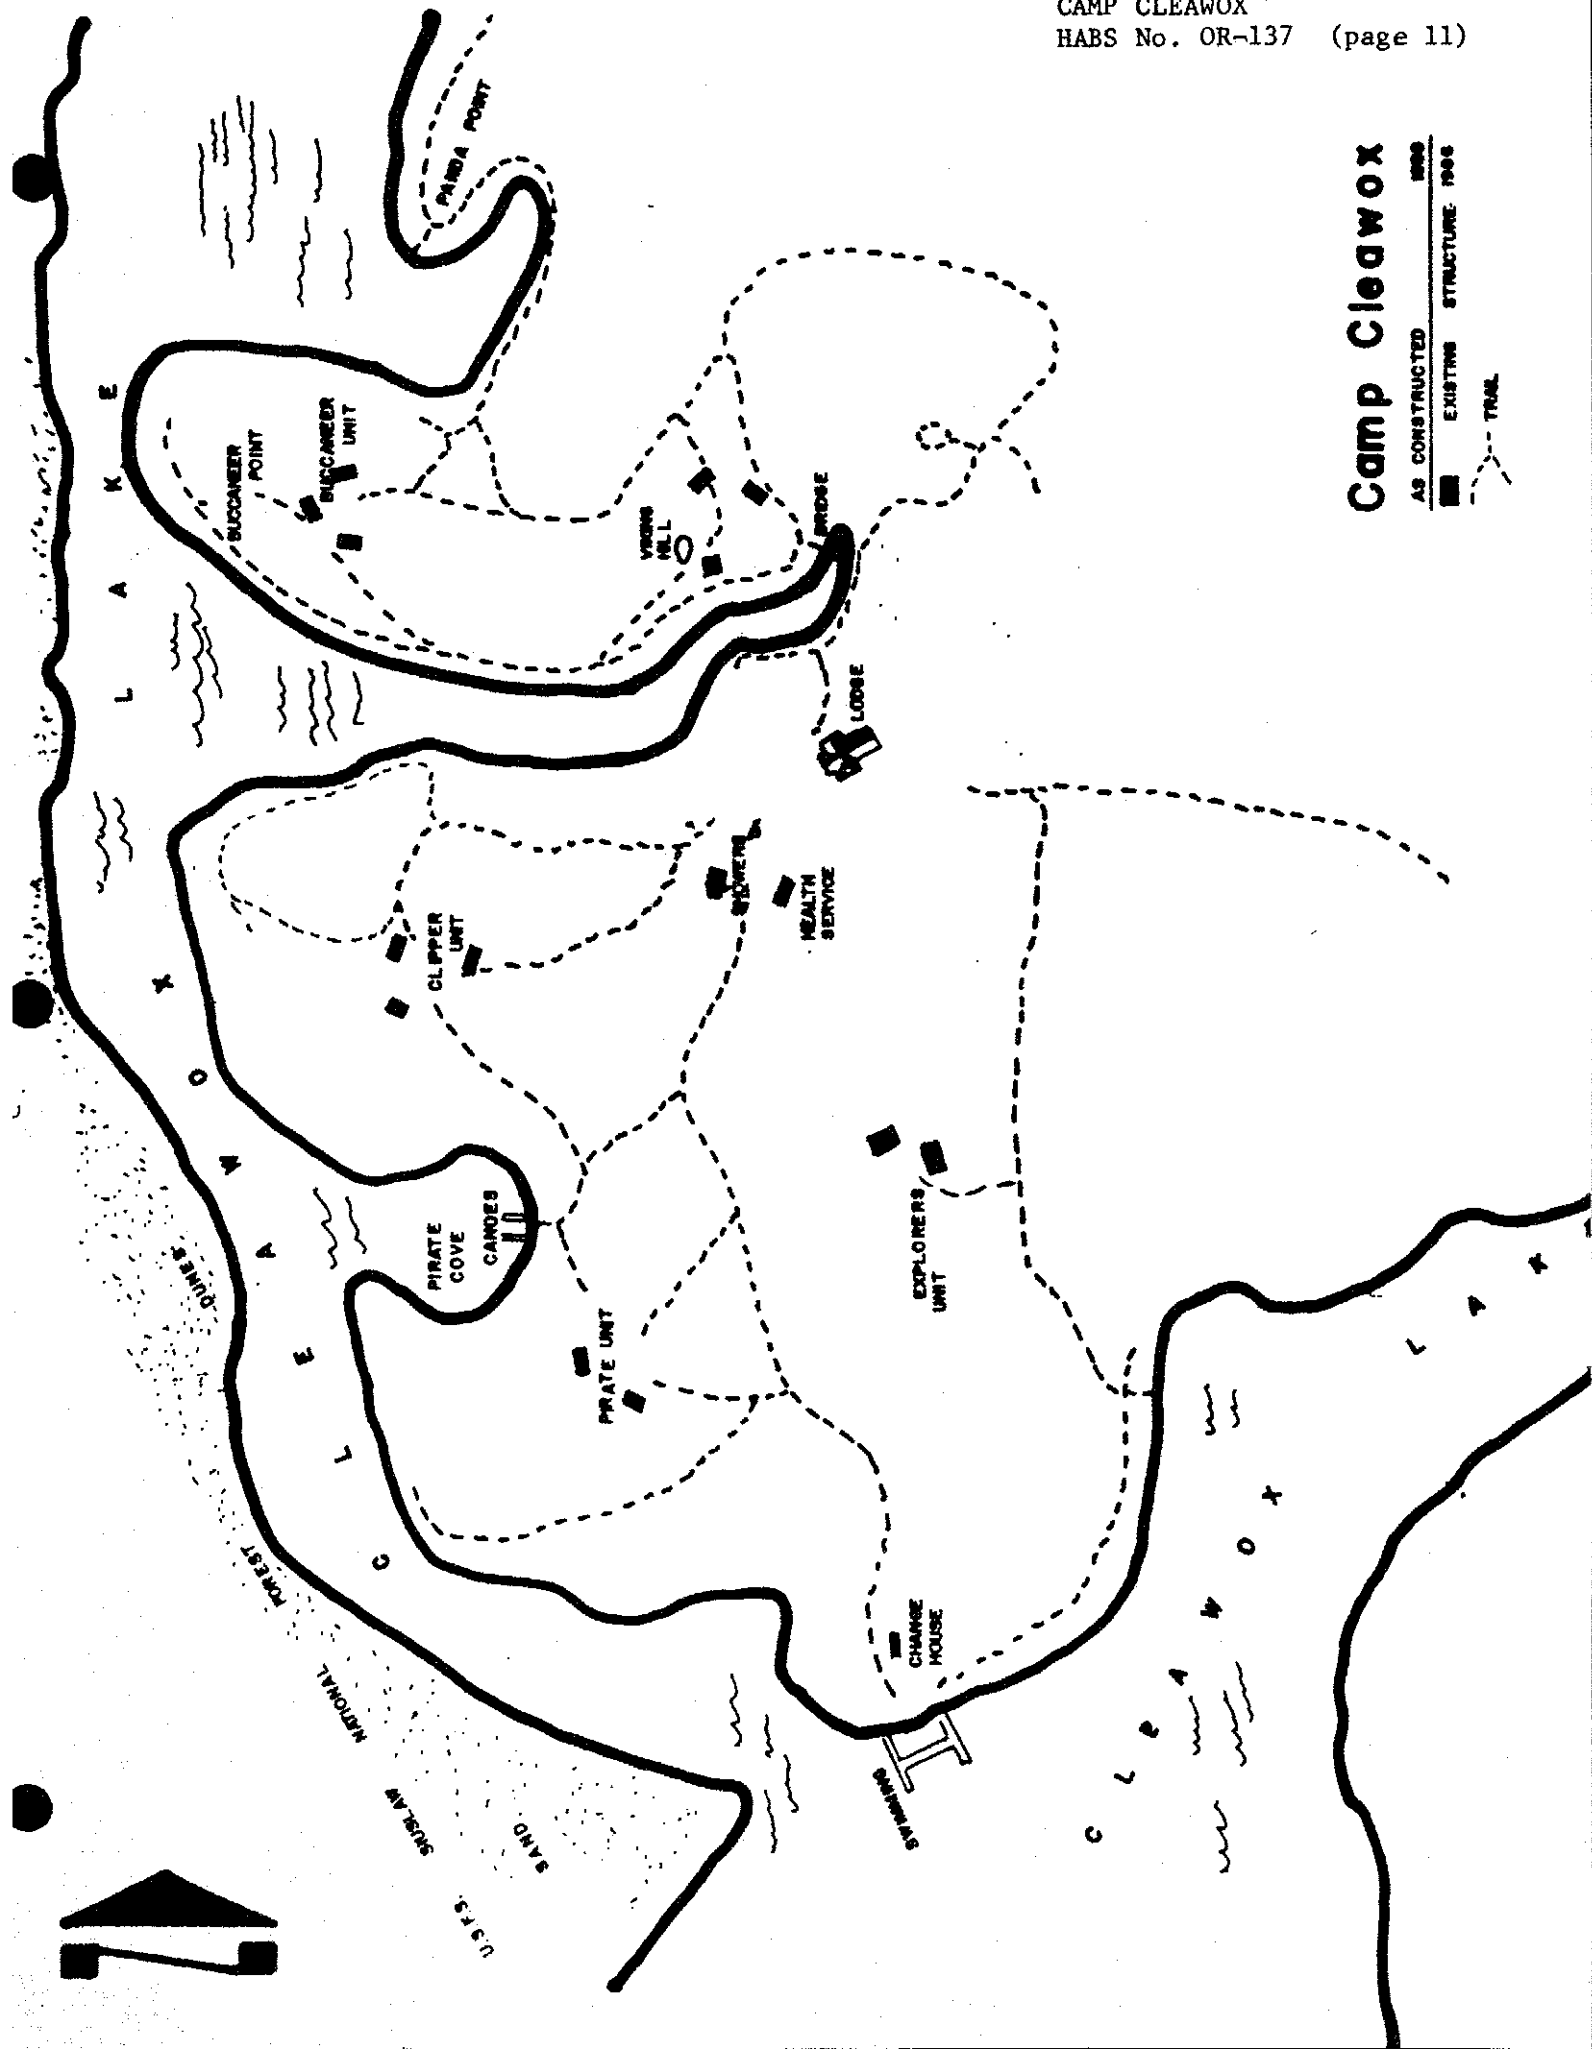 CAMP CLEAWOX
HABS No. OR-137 (page 11)
Camp Cleawox
AS CONSTRUCTED
EXISTING STRUCTURE
TRAIL
PANDA POINT
BUCCANEER
POINT
BUCCANEER
UNIT
VIKING
HILL
BRIDGE
LODGE
SHOWERS
HEALTH
SERVICE
CLIPPER
UNIT
PIRATE
COVE
CANOES
PIRATE UNIT
EXPLORERS
UNIT
CHANGE
HOUSE
SWIMMING
CLEAWOX LAKE
U.S.F.S.
SIUSLAW NATIONAL FOREST
SAND DUNES
N